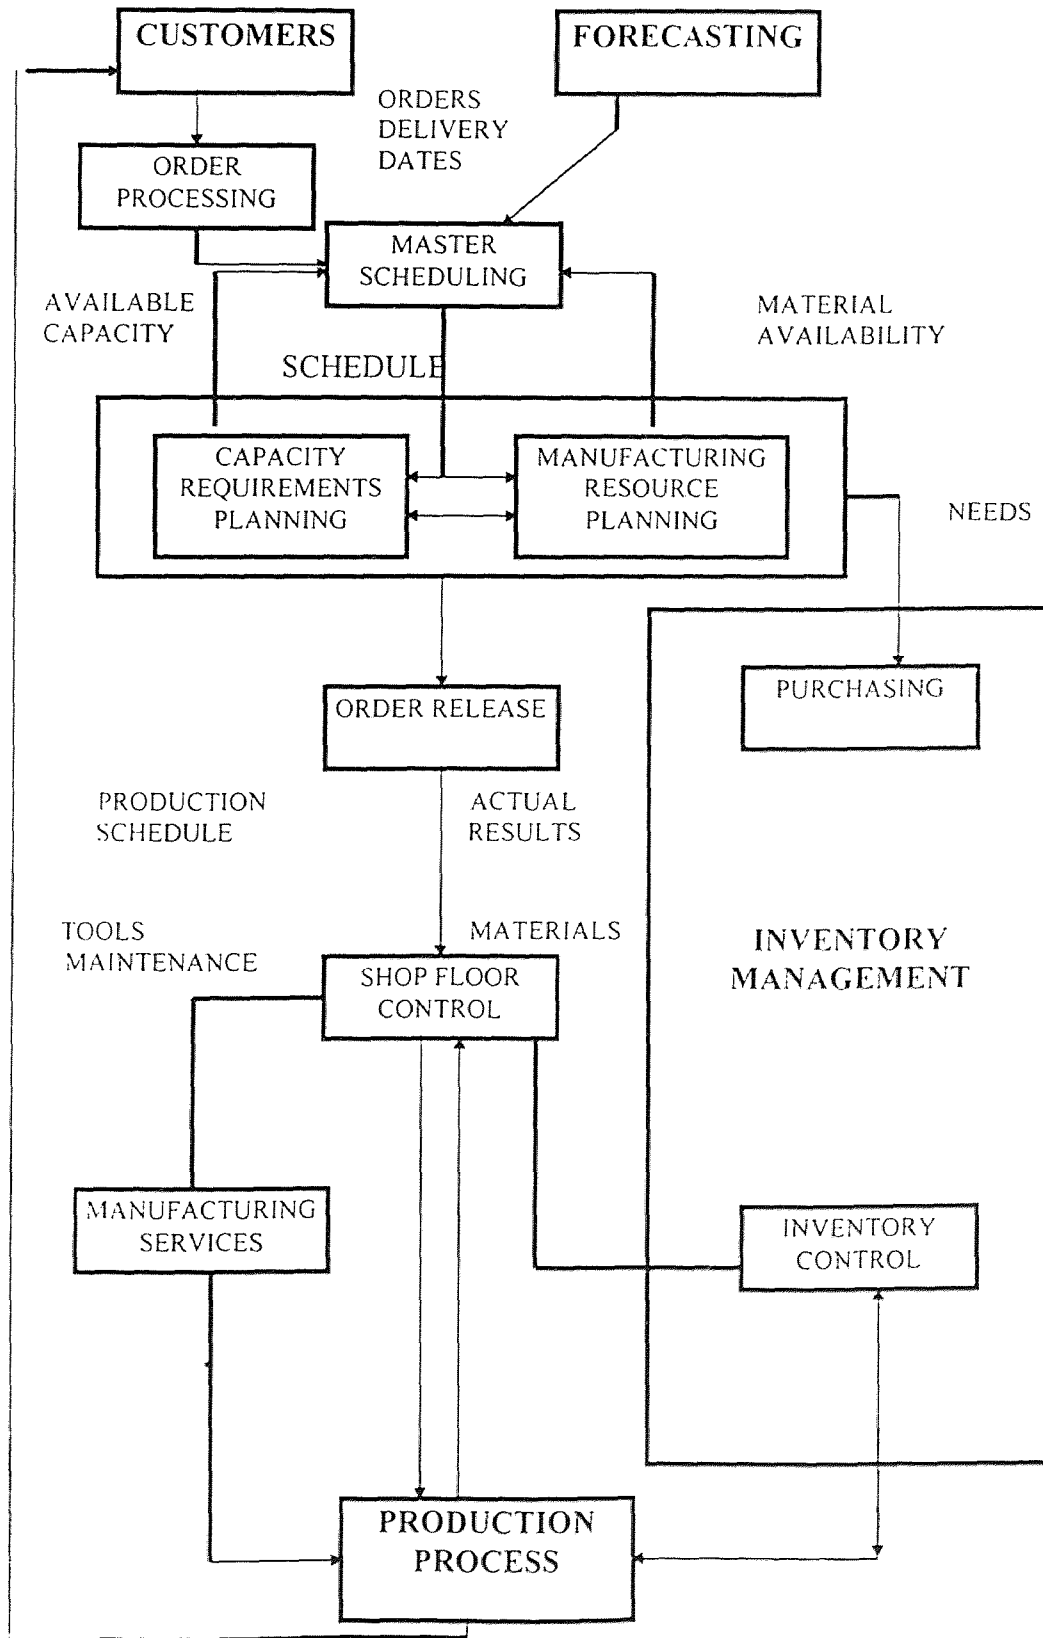 CUSTOMERS
FORECASTING
ORDERS
DELIVERY
DATES
ORDER
PROCESSING
MASTER
SCHEDULING
AVAILABLE
CAPACITY
MATERIAL
AVAILABILITY
SCHEDULE
CAPACITY
REQUIREMENTS
PLANNING
MANUFACTURING
RESOURCE
PLANNING
NEEDS
PURCHASING
ORDER RELEASE
PRODUCTION
SCHEDULE
ACTUAL
RESULTS
TOOLS
MAINTENANCE
MATERIALS
INVENTORY
MANAGEMENT
SHOP FLOOR
CONTROL
MANUFACTURING
SERVICES
INVENTORY
CONTROL
PRODUCTION
PROCESS